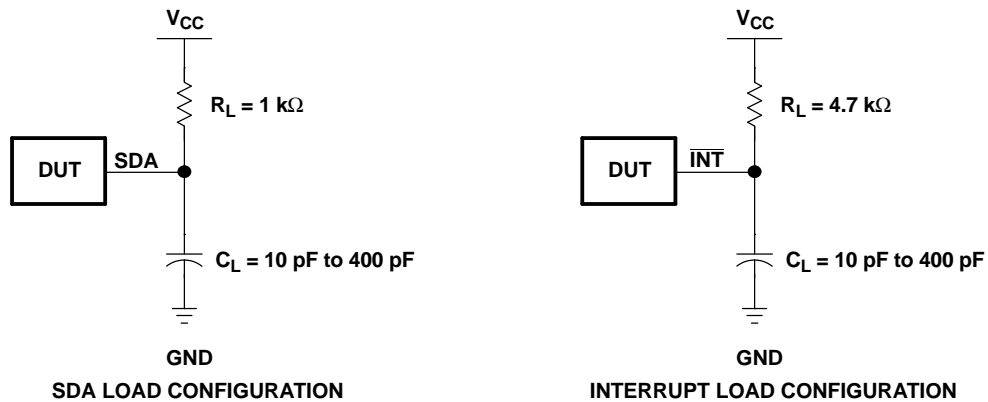 VCC
RL = 1 kΩ
DUT
SDA
CL = 10 pF to 400 pF
GND
SDA LOAD CONFIGURATION
VCC
RL = 4.7 kΩ
DUT
I̅N̅T̅
CL = 10 pF to 400 pF
GND
INTERRUPT LOAD CONFIGURATION